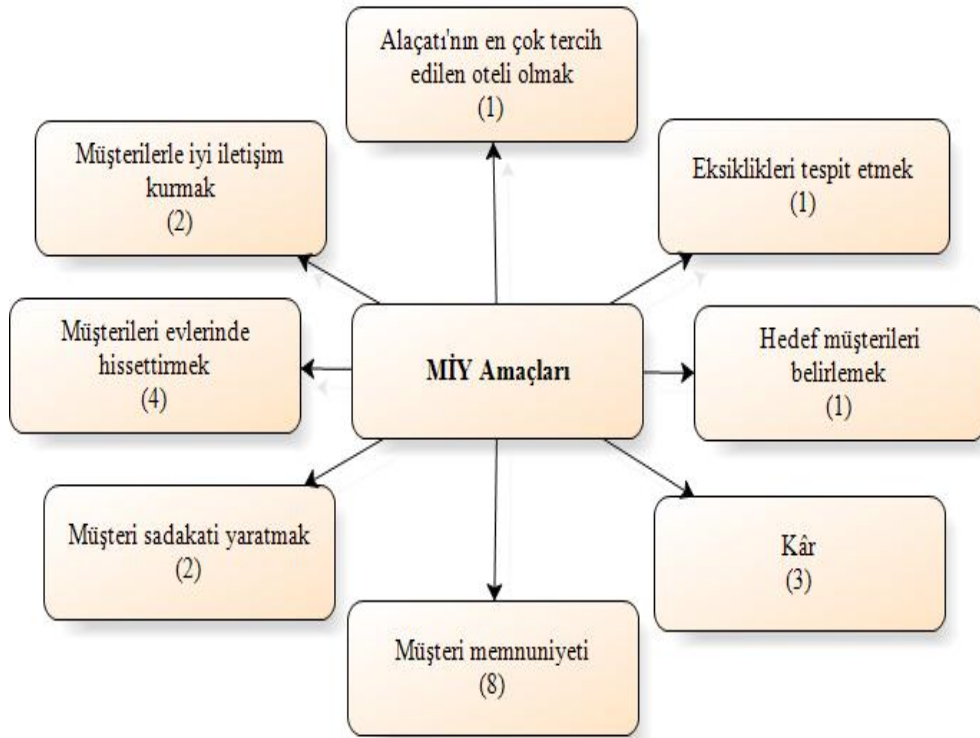 Alaçatı'nın en çok tercih
edilen oteli olmak
(1)
Müşterilerle iyi iletişim
kurmak
(2)
Eksiklikleri tespit etmek
(1)
Müşterileri evlerinde
hissettirmek
(4)
MİY Amaçları
Hedef müşterileri
belirlemek
(1)
Müşteri sadakati yaratmak
(2)
Kâr
(3)
Müşteri memnuniyeti
(8)